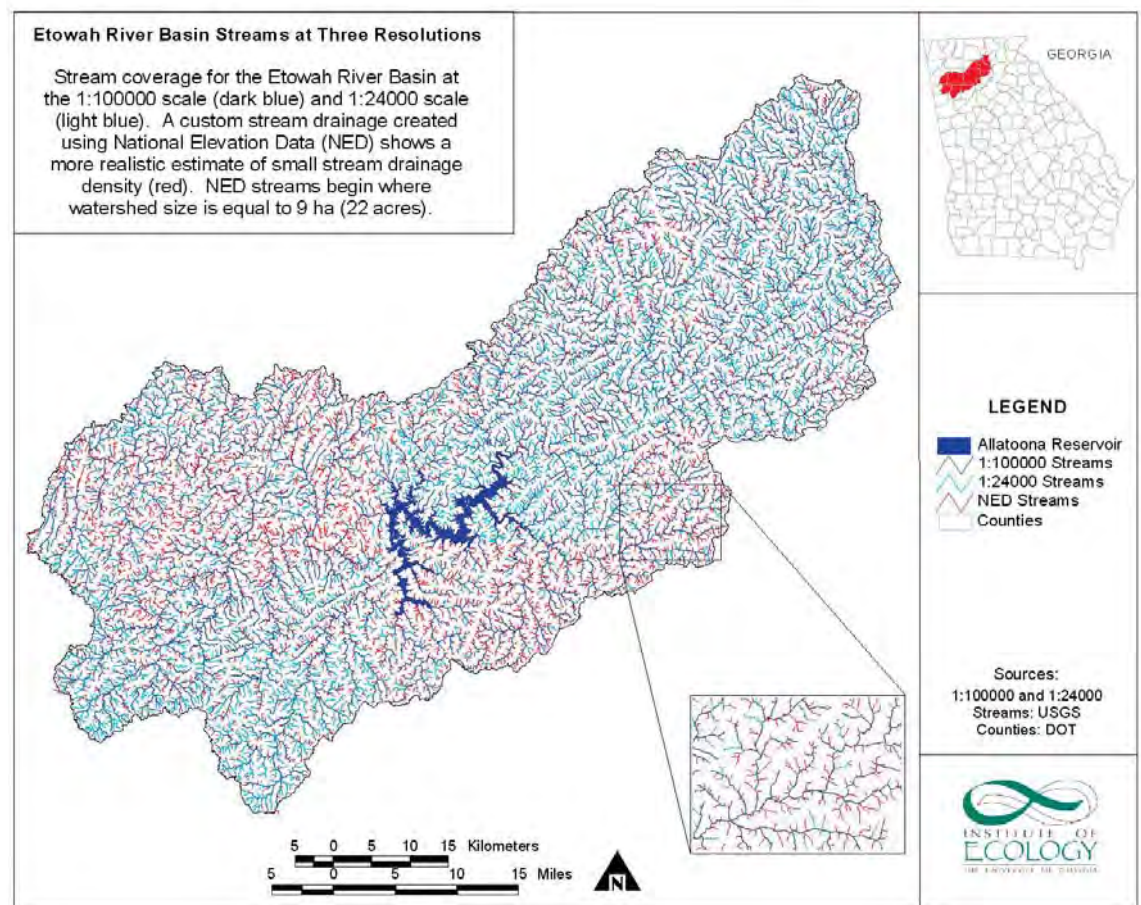 Etowah River Basin Streams at Three Resolutions
Stream coverage for the Etowah River Basin at
the 1:100000 scale (dark blue) and 1:24000 scale
(light blue). A custom stream drainage created
using National Elevation Data (NED) shows a
more realistic estimate of small stream drainage
density (red). NED streams begin where
watershed size is equal to 9 ha (22 acres).
GEORGIA
LEGEND
Allatoona Reservoir
1:100000 Streams
1:24000 Streams
NED Streams
Counties
Sources:
1:100000 and 1:24000
Streams: USGS
Counties: DOT
INSTITUTE OF
ECOLOGY
THE UNIVERSITY OF GEORGIA
5 0 5 10 15 Kilometers
5 0 5 10 15 Miles
N